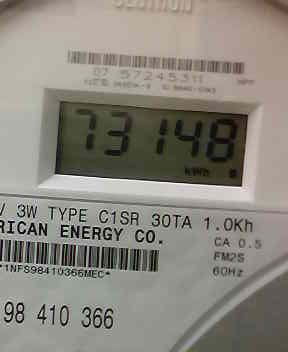 CENTRON
07 57245311
73148
kWh
V 3W TYPE C1SR 30TA 1.0Kh
RICAN ENERGY CO.
CA 0.5
FM2S
60Hz
*1NFS98410366MEC*
98 410 366